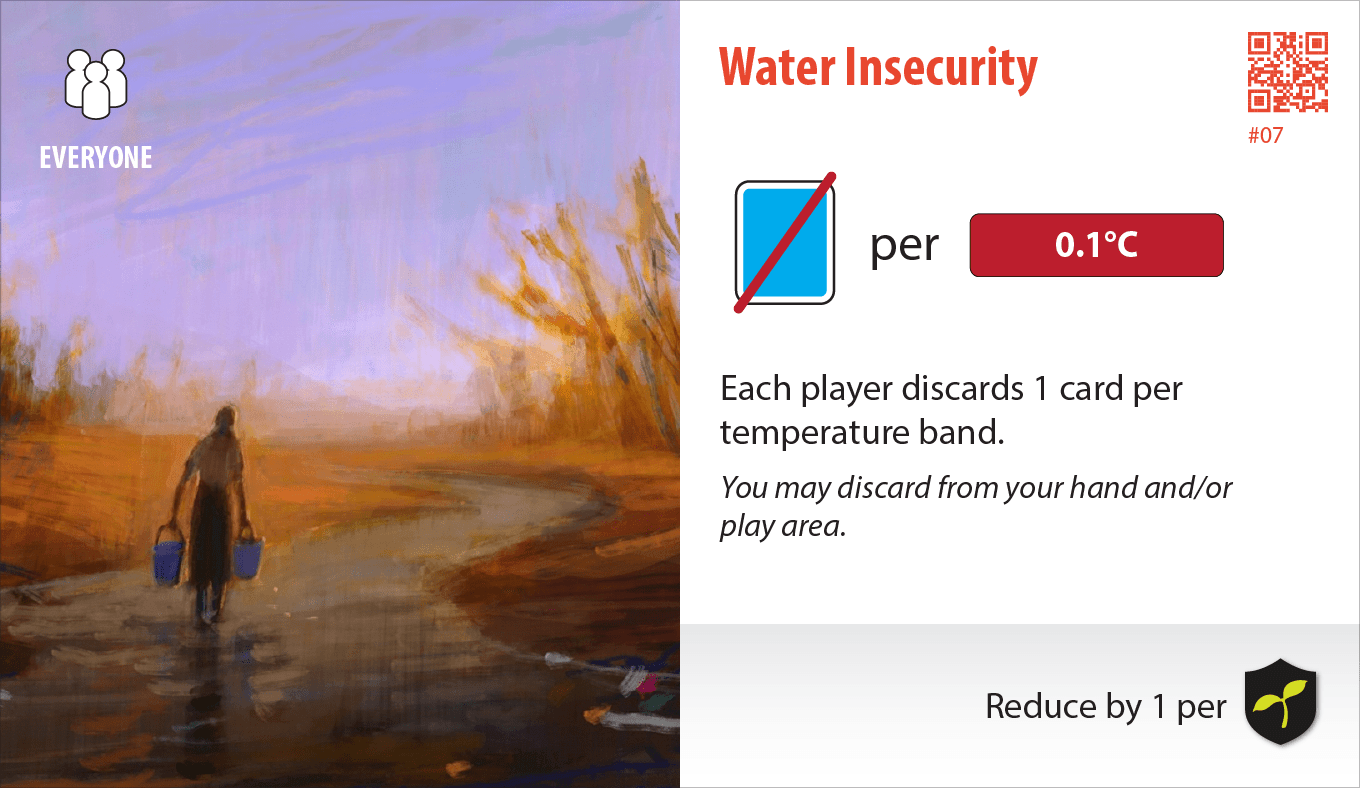 EVERYONE
Water Insecurity
#07
per
0.1°C
Each player discards 1 card per
temperature band.
You may discard from your hand and/or
play area.
Reduce by 1 per